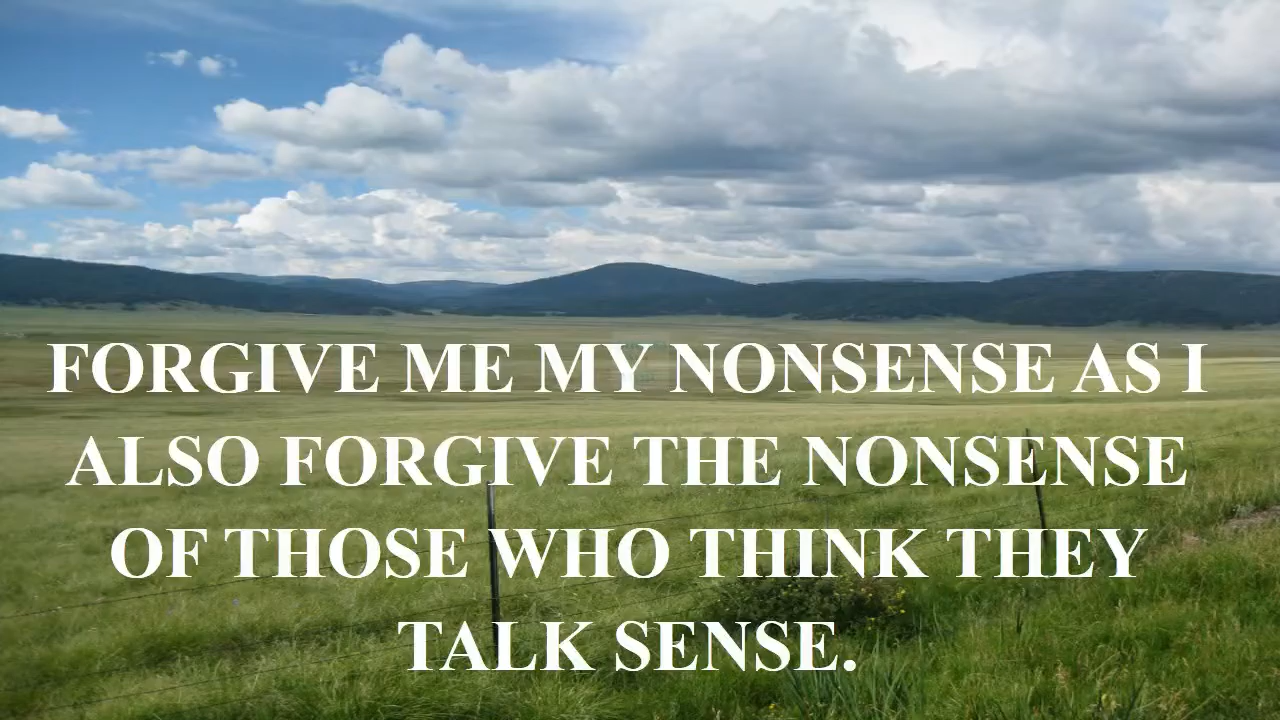 FORGIVE ME MY NONSENSE AS I
ALSO FORGIVE THE NONSENSE
OF THOSE WHO THINK THEY
TALK SENSE.